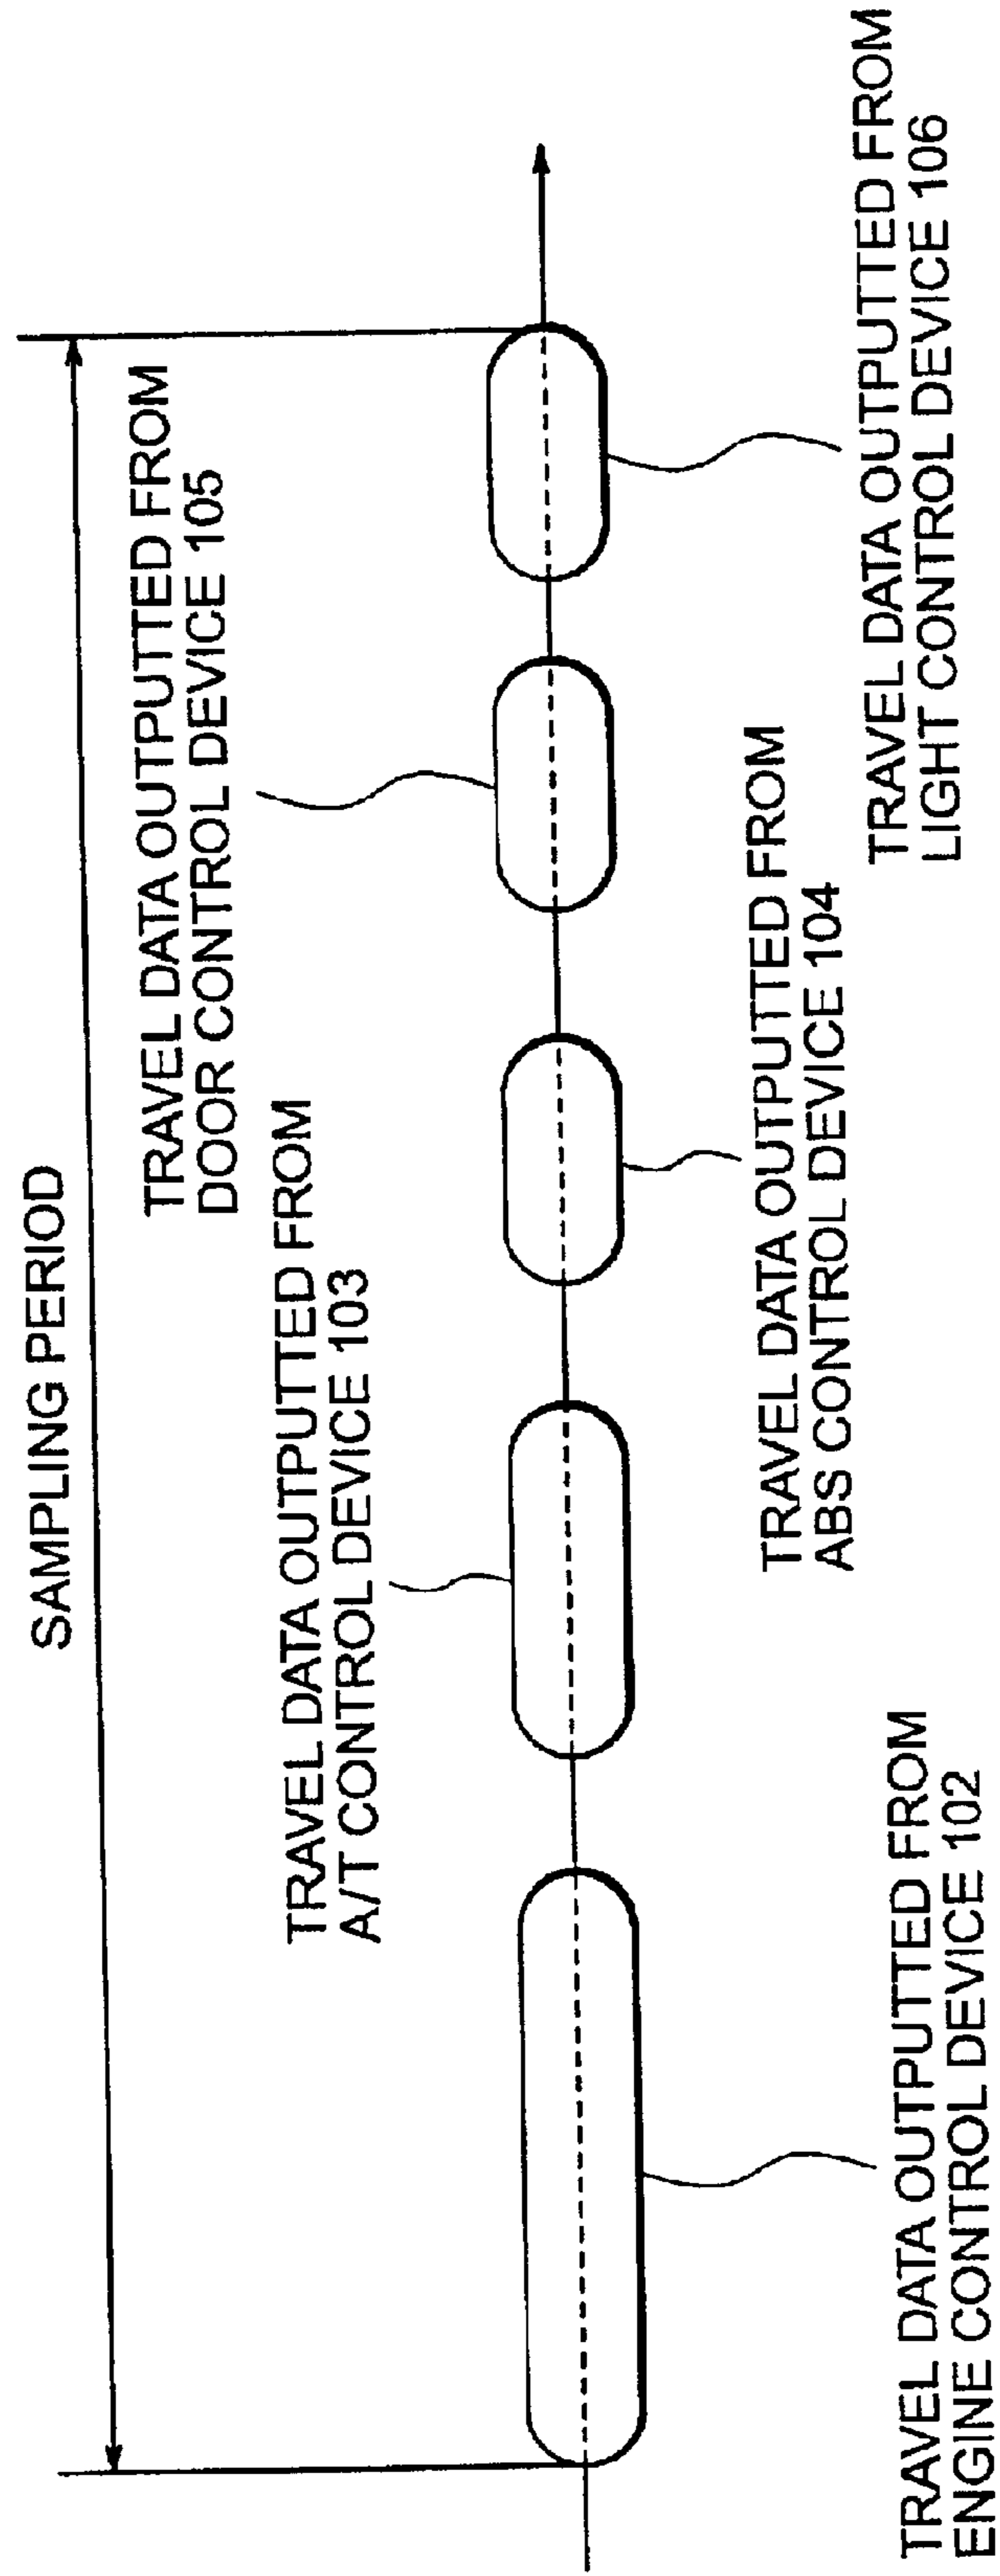 SAMPLING PERIOD
TRAVEL DATA OUTPUTTED FROM
DOOR CONTROL DEVICE 105
TRAVEL DATA OUTPUTTED FROM
A/T CONTROL DEVICE 103
TRAVEL DATA OUTPUTTED FROM
ABS CONTROL DEVICE 104
TRAVEL DATA OUTPUTTED FROM
LIGHT CONTROL DEVICE 106
TRAVEL DATA OUTPUTTED FROM
ENGINE CONTROL DEVICE 102